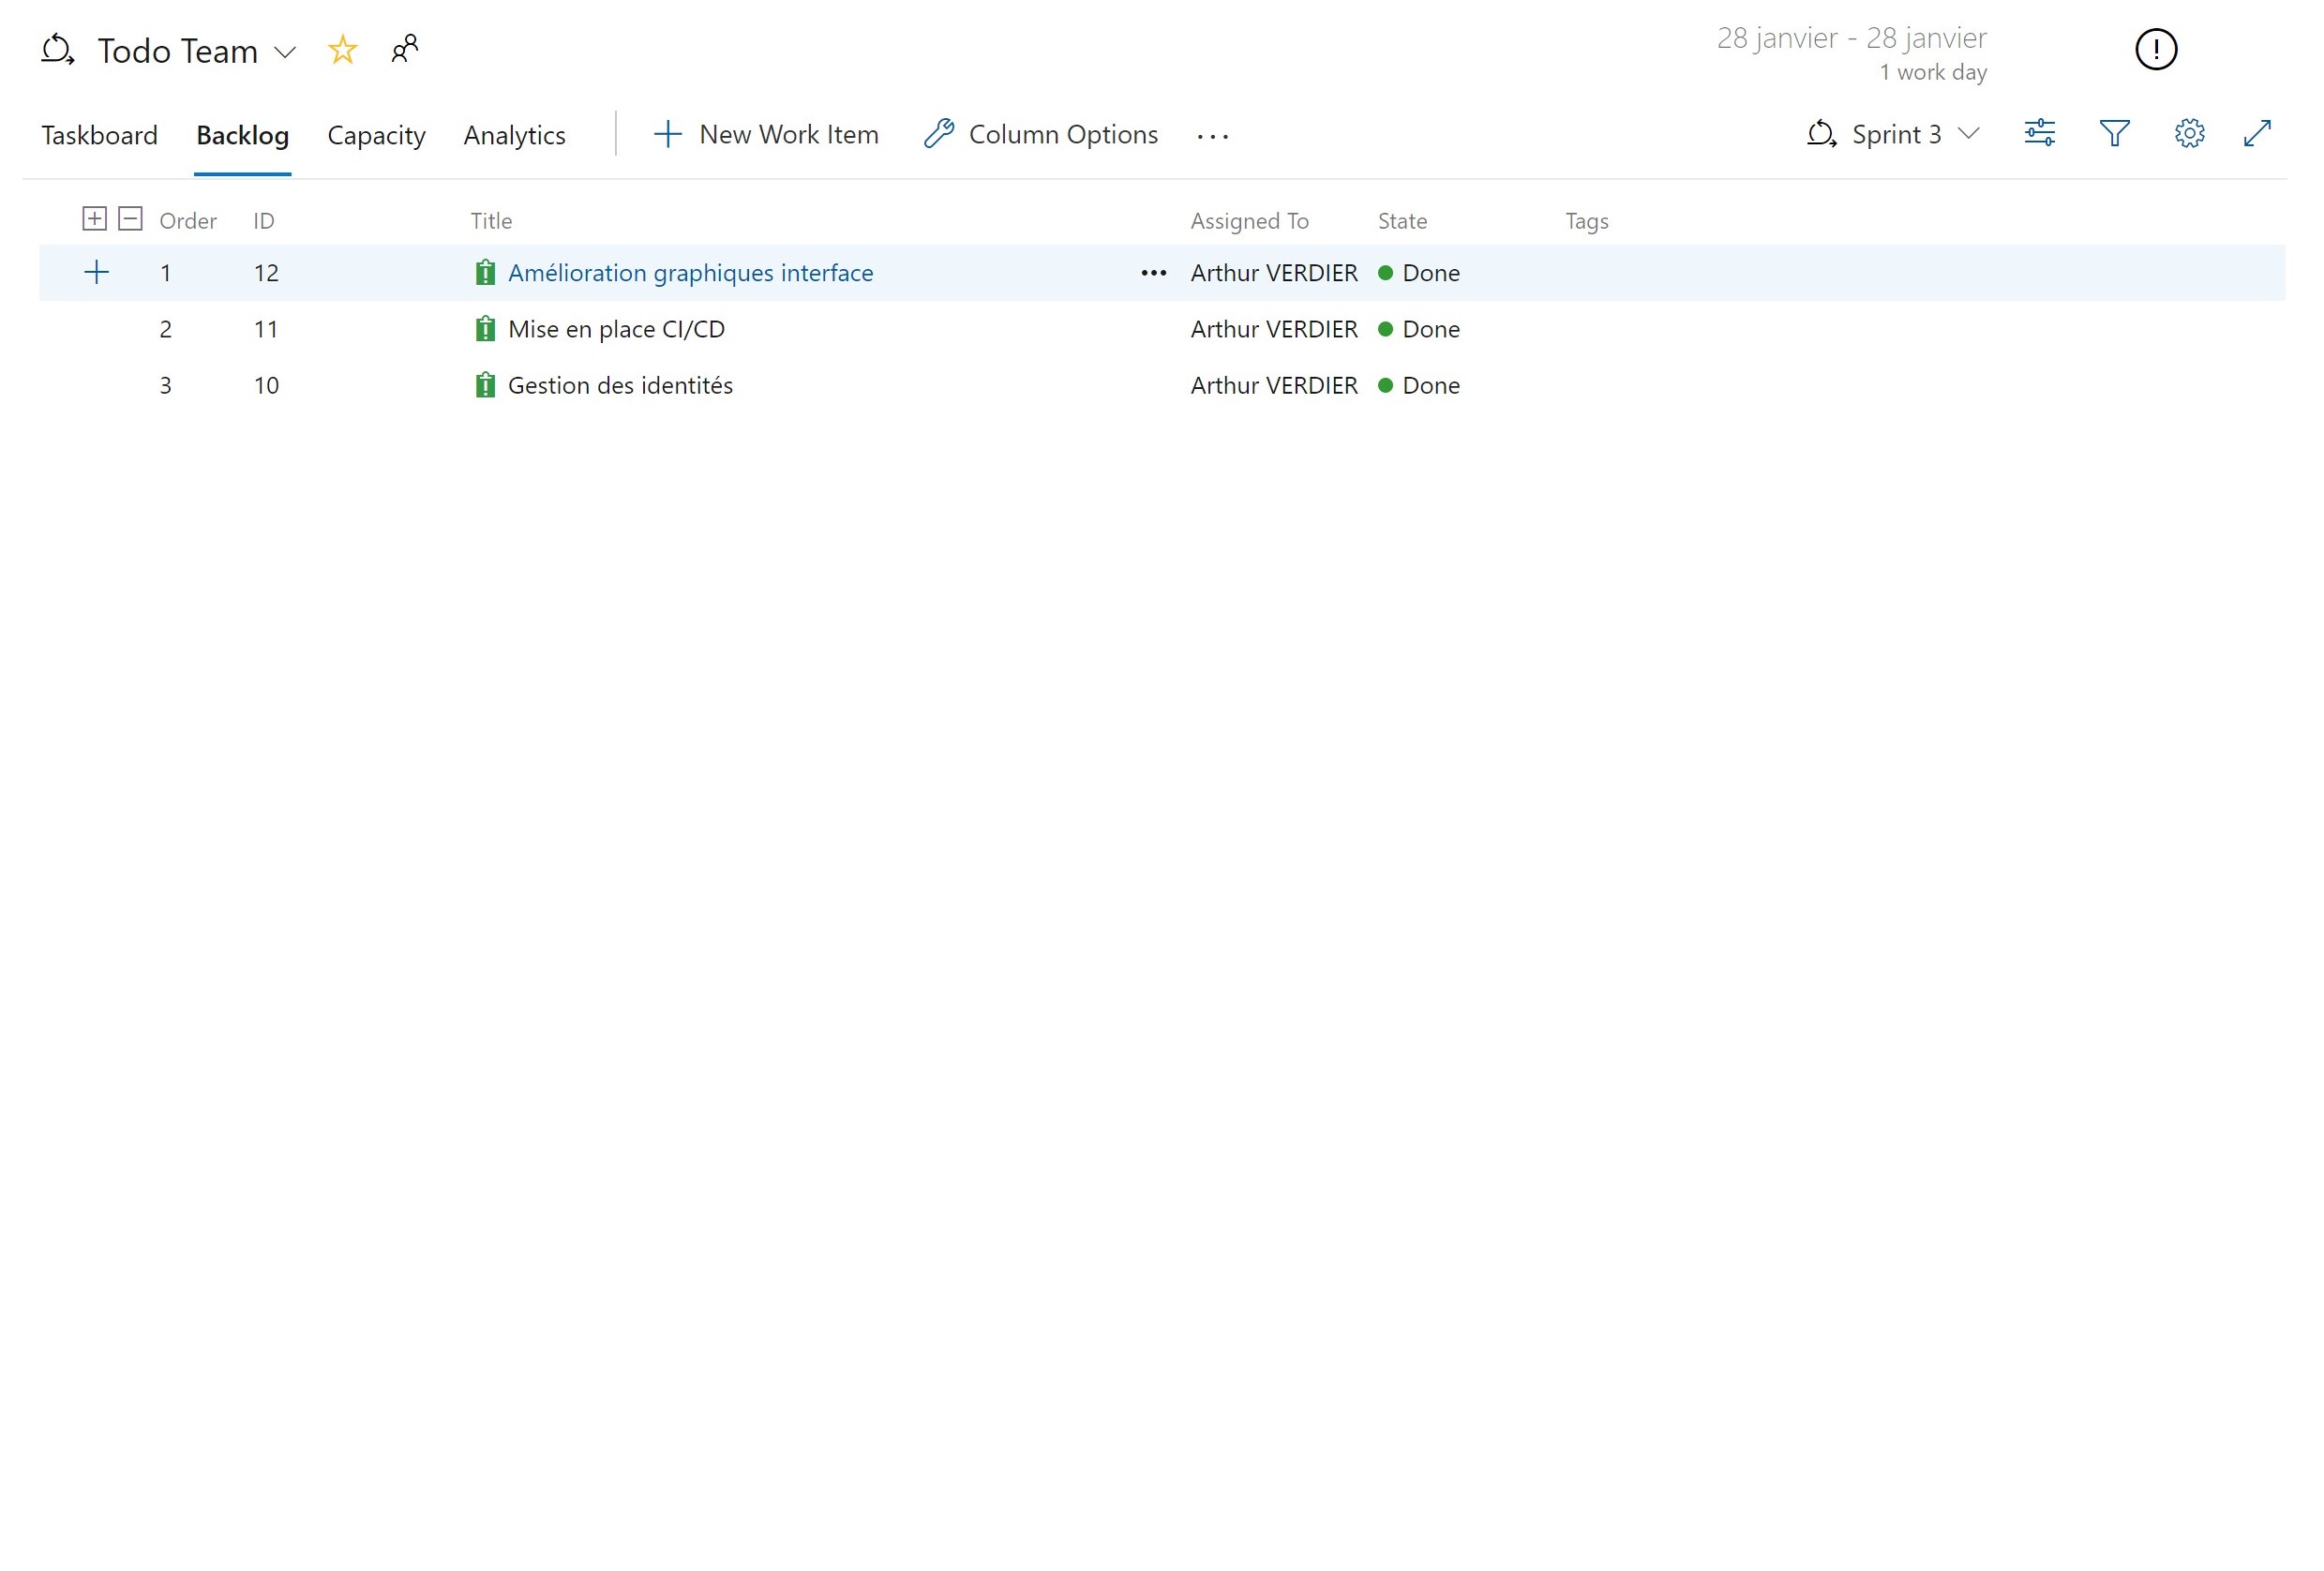 Todo Team
28 janvier - 28 janvier
1 work day
Taskboard Backlog Capacity Analytics New Work Item Column Options Sprint 3
Order ID Title Assigned To State Tags
1 12 Amélioration graphiques interface Arthur VERDIER Done
2 11 Mise en place CI/CD Arthur VERDIER Done
3 10 Gestion des identités Arthur VERDIER Done